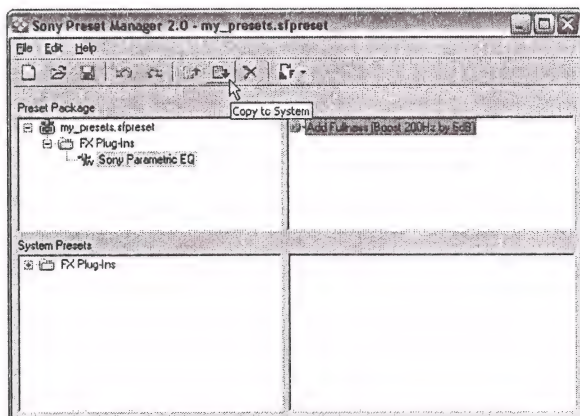 Sony Preset Manager 2.0 - my_presets.sfpreset
File Edit Help
Copy to System
Preset Package
my_presets.sfpreset
FX Plug-Ins
Sony Parametric EQ
Add Fullness [Boost 200Hz by 6dB]
System Presets
FX Plug-Ins